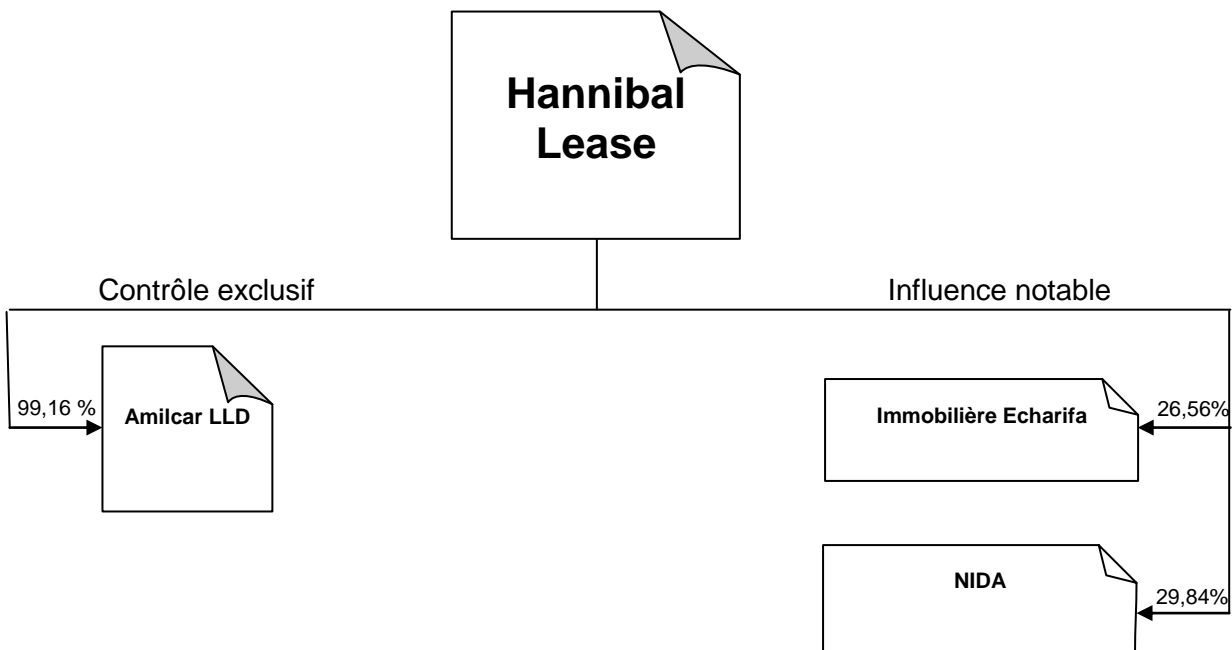 Hannibal
Lease
Contrôle exclusif
Influence notable
99,16 %
Amilcar LLD
Immobilière Echarifa
26,56%
NIDA
29,84%